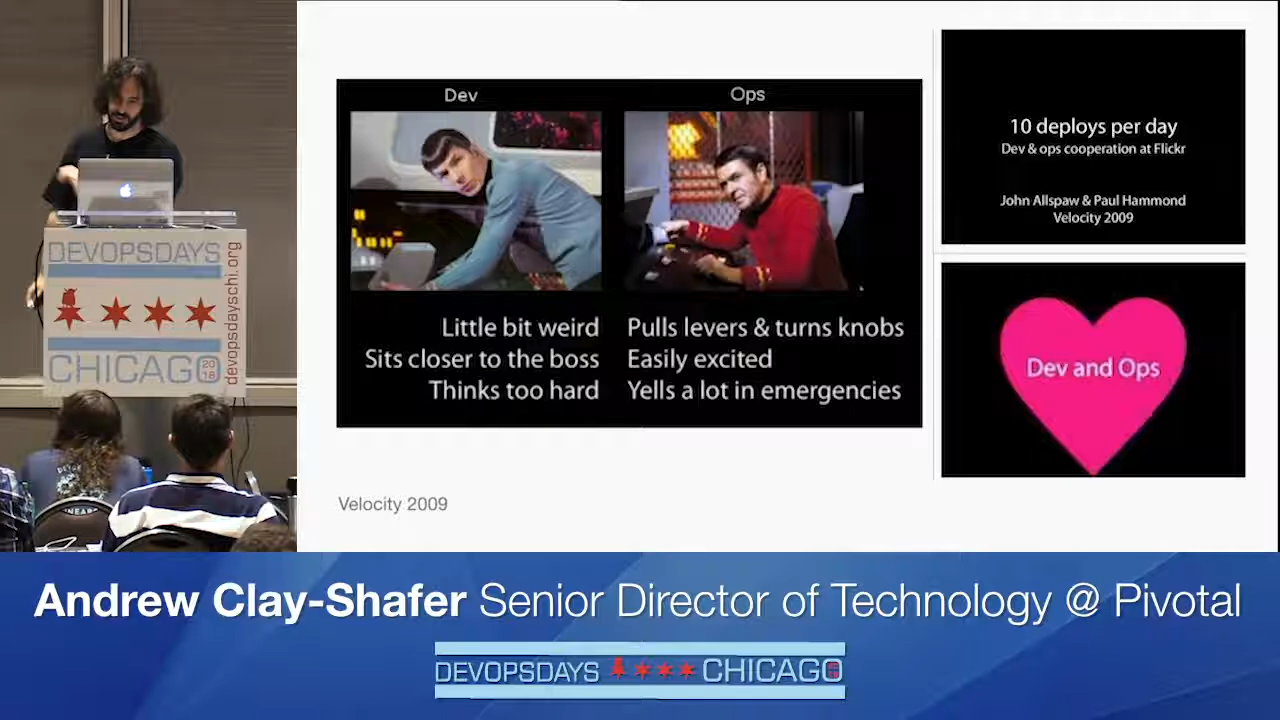 Dev
Ops
Little bit weird
Sits closer to the boss
Thinks too hard
Pulls levers & turns knobs
Easily excited
Yells a lot in emergencies
Velocity 2009
10 deploys per day
Dev & ops cooperation at Flickr
John Allspaw & Paul Hammond
Velocity 2009
Dev and Ops
DEVOPSDAYS
CHICAGO
20
18
devopsdayschi.org
Andrew Clay-Shafer Senior Director of Technology @ Pivotal
DEVOPSDAYS CHICAGO